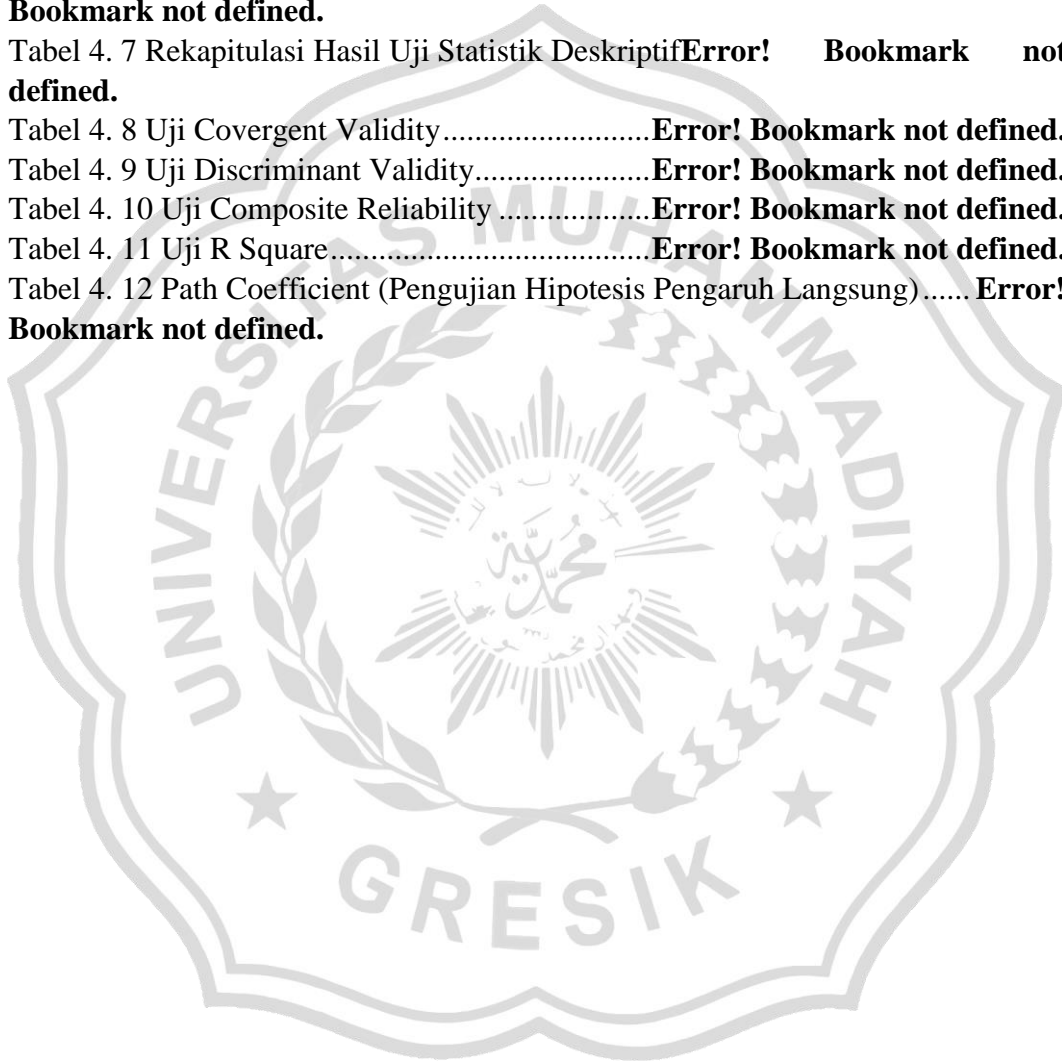 Bookmark not defined.
Tabel 4. 7 Rekapitulasi Hasil Uji Statistik DeskriptifError! Bookmark not
defined.
Tabel 4. 8 Uji Covergent Validity..........................Error! Bookmark not defined.
Tabel 4. 9 Uji Discriminant Validity......................Error! Bookmark not defined.
Tabel 4. 10 Uji Composite Reliability ...................Error! Bookmark not defined.
Tabel 4. 11 Uji R Square........................................Error! Bookmark not defined.
Tabel 4. 12 Path Coefficient (Pengujian Hipotesis Pengaruh Langsung)...... Error!
Bookmark not defined.
UNIVERSITAS MUHAMMADIYAH
محمد
GRESIK